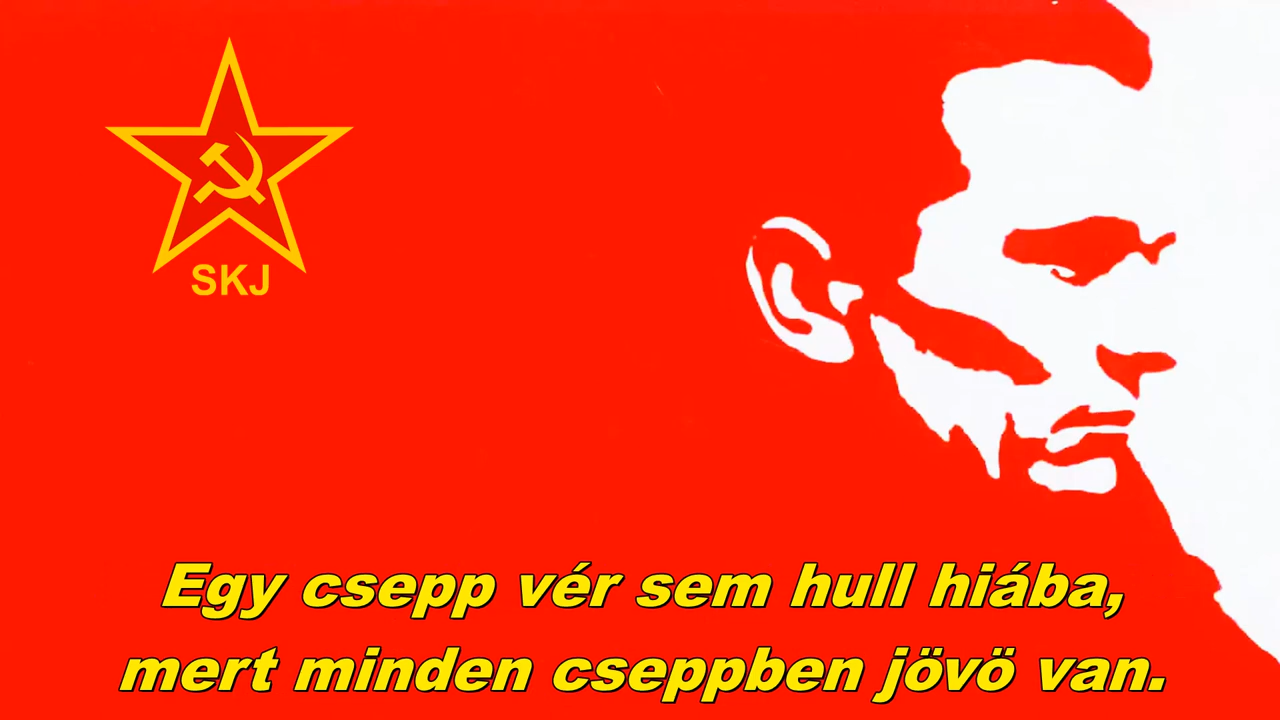 SKJ
Egy csepp vér sem hull hiába,
mert minden cseppben jövö van.